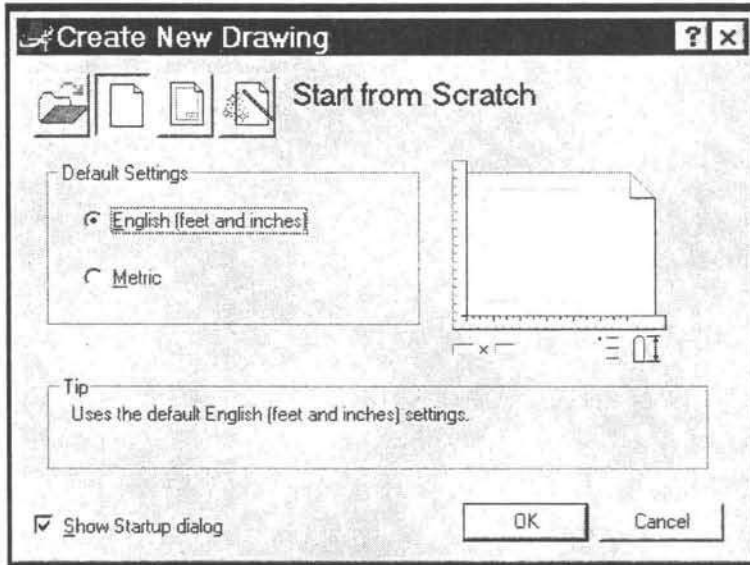 Create New Drawing
Start from Scratch
Default Settings
English (feet and inches)
Metric
Tip
Uses the default English (feet and inches) settings.
Show Startup dialog
OK
Cancel